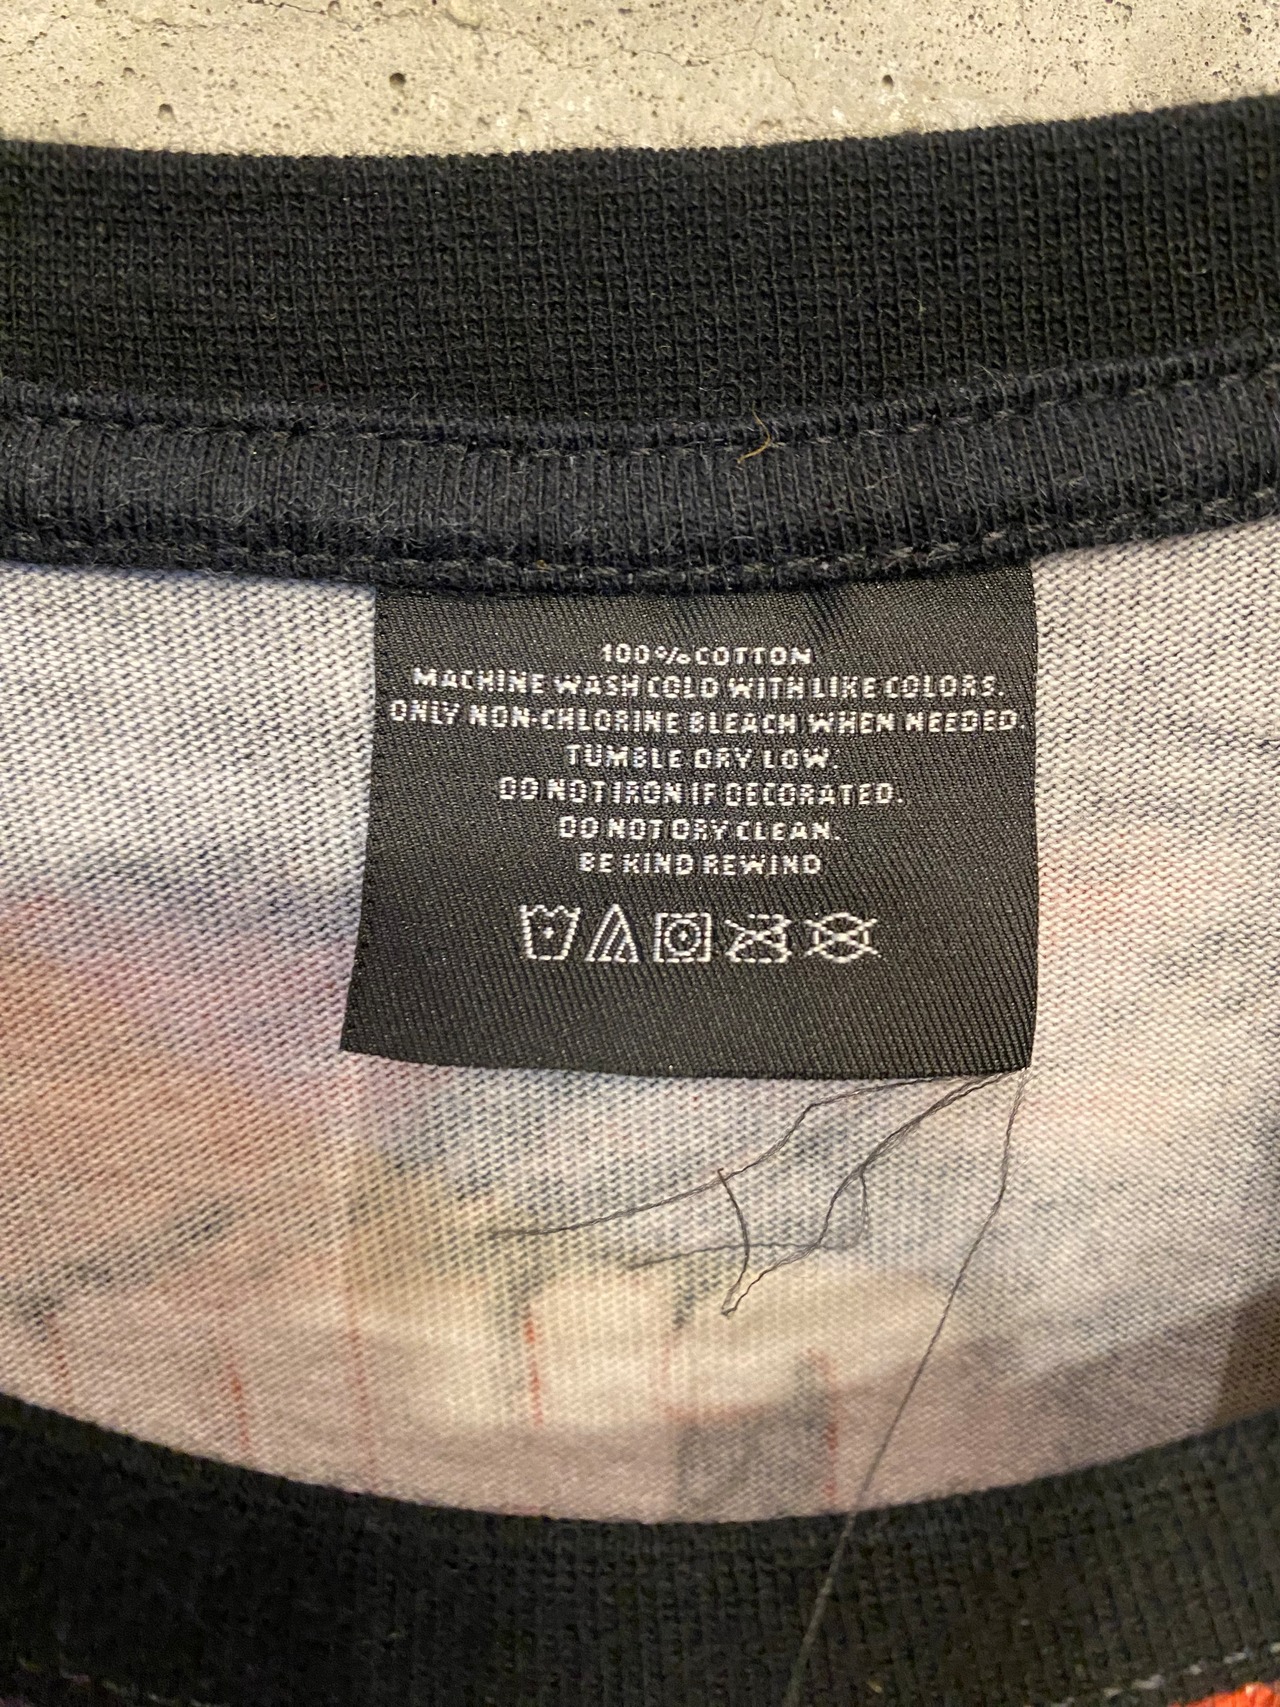 100% COTTON
MACHINE WASH COLD WITH LIKE COLORS.
ONLY NON-CHLORINE BLEACH WHEN NEEDED.
TUMBLE DRY LOW.
DO NOT IRON IF DECORATED.
DO NOT DRY CLEAN.
BE KIND REWIND